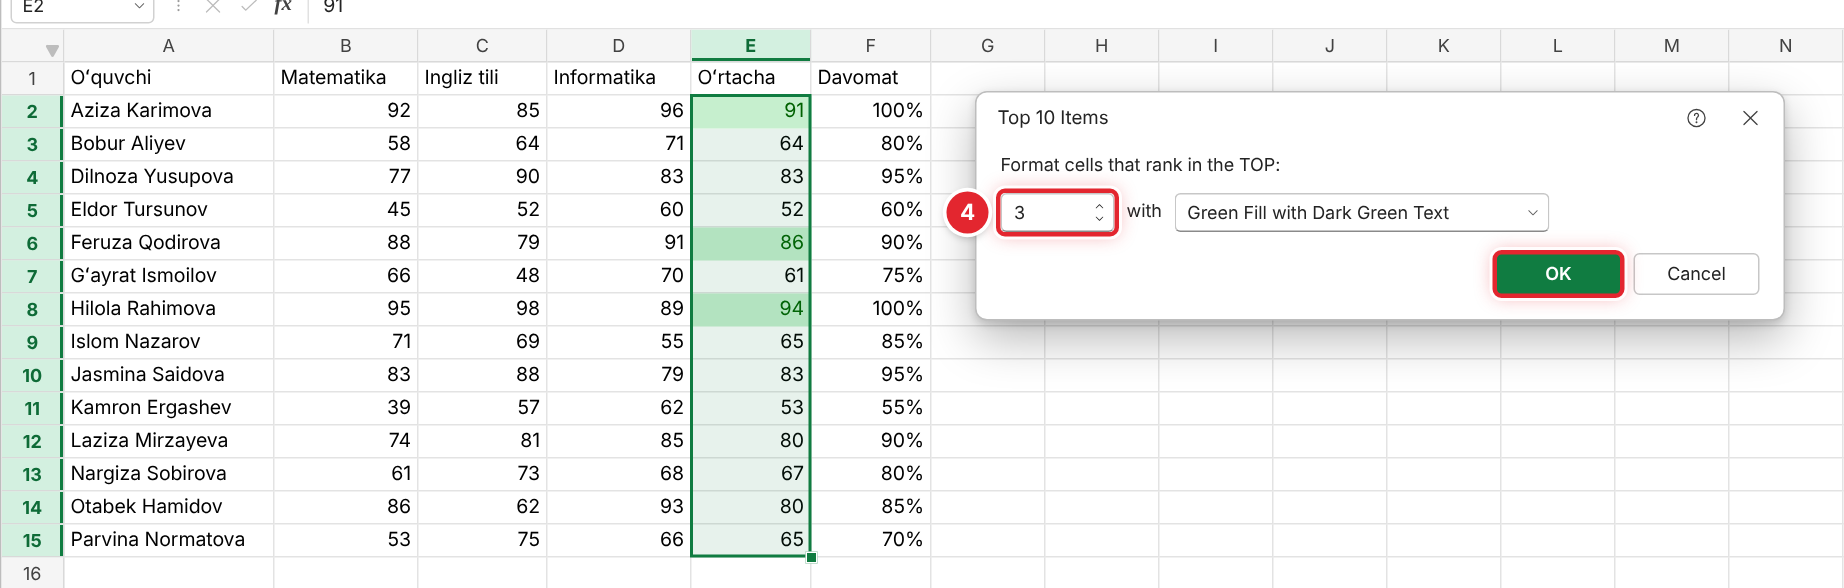 E2 fx 91
A B C D E F G H I J K L M N
1 Oʻquvchi Matematika Ingliz tili Informatika Oʻrtacha Davomat
2 Aziza Karimova 92 85 96 91 100%
3 Bobur Aliyev 58 64 71 64 80%
4 Dilnoza Yusupova 77 90 83 83 95%
5 Eldor Tursunov 45 52 60 52 60%
6 Feruza Qodirova 88 79 91 86 90%
7 Gʻayrat Ismoilov 66 48 70 61 75%
8 Hilola Rahimova 95 98 89 94 100%
9 Islom Nazarov 71 69 55 65 85%
10 Jasmina Saidova 83 88 79 83 95%
11 Kamron Ergashev 39 57 62 53 55%
12 Laziza Mirzayeva 74 81 85 80 90%
13 Nargiza Sobirova 61 73 68 67 80%
14 Otabek Hamidov 86 62 93 80 85%
15 Parvina Normatova 53 75 66 65 70%
16
Top 10 Items
Format cells that rank in the TOP:
4 3 with Green Fill with Dark Green Text
OK Cancel